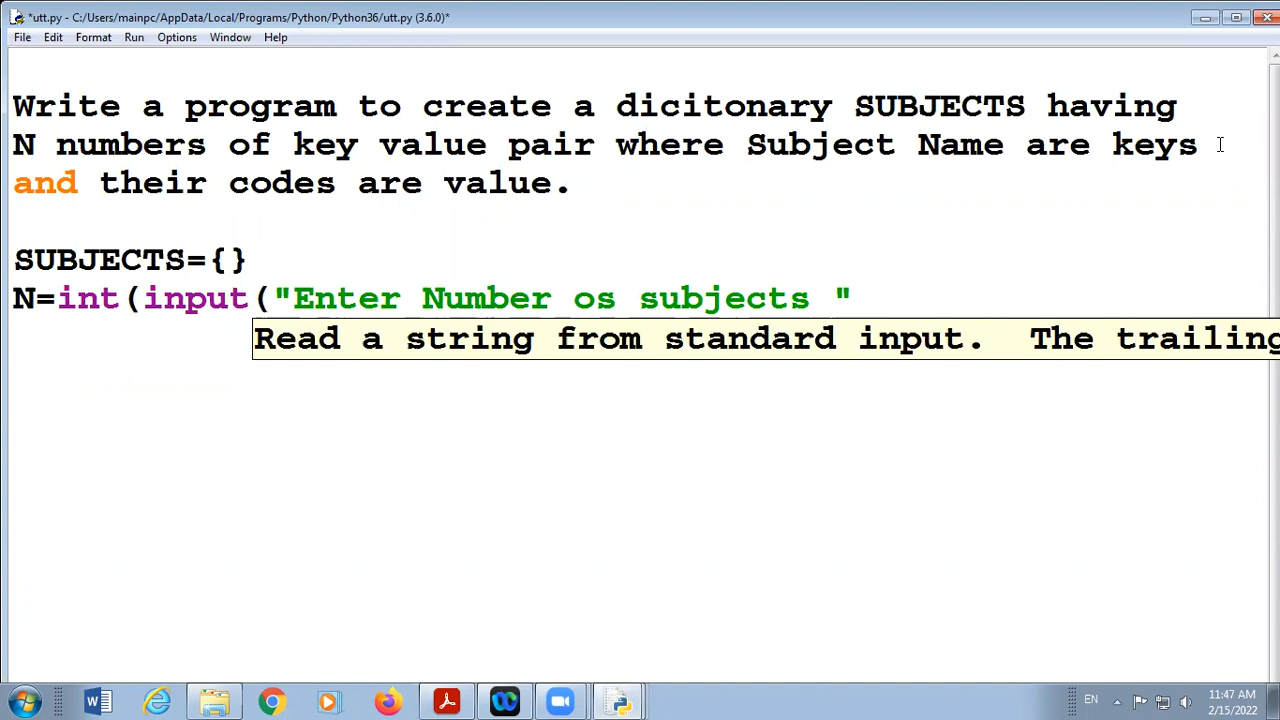 *utt.py - C:/Users/mainpc/AppData/Local/Programs/Python/Python36/utt.py (3.6.0)*
File Edit Format Run Options Window Help
Write a program to create a dicitonary SUBJECTS having
N numbers of key value pair where Subject Name are keys
and their codes are value.
SUBJECTS={}
N=int(input("Enter Number os subjects "
Read a string from standard input. The trailing
EN
11:47 AM
2/15/2022